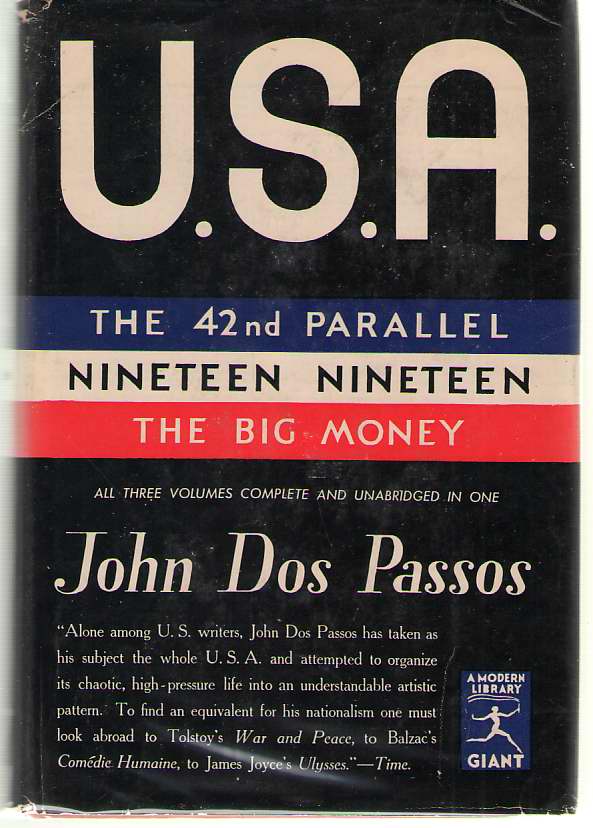 U.S.A.
THE 42nd PARALLEL
NINETEEN NINETEEN
THE BIG MONEY
ALL THREE VOLUMES COMPLETE AND UNABRIDGED IN ONE
John Dos Passos
"Alone among U. S. writers, John Dos Passos has taken as
his subject the whole U. S. A. and attempted to organize
its chaotic, high-pressure life into an understandable artistic
pattern. To find an equivalent for his nationalism one must
look abroad to Tolstoy's War and Peace, to Balzac's
Comédie Humaine, to James Joyce's Ulysses."—Time.
A MODERN
LIBRARY
GIANT